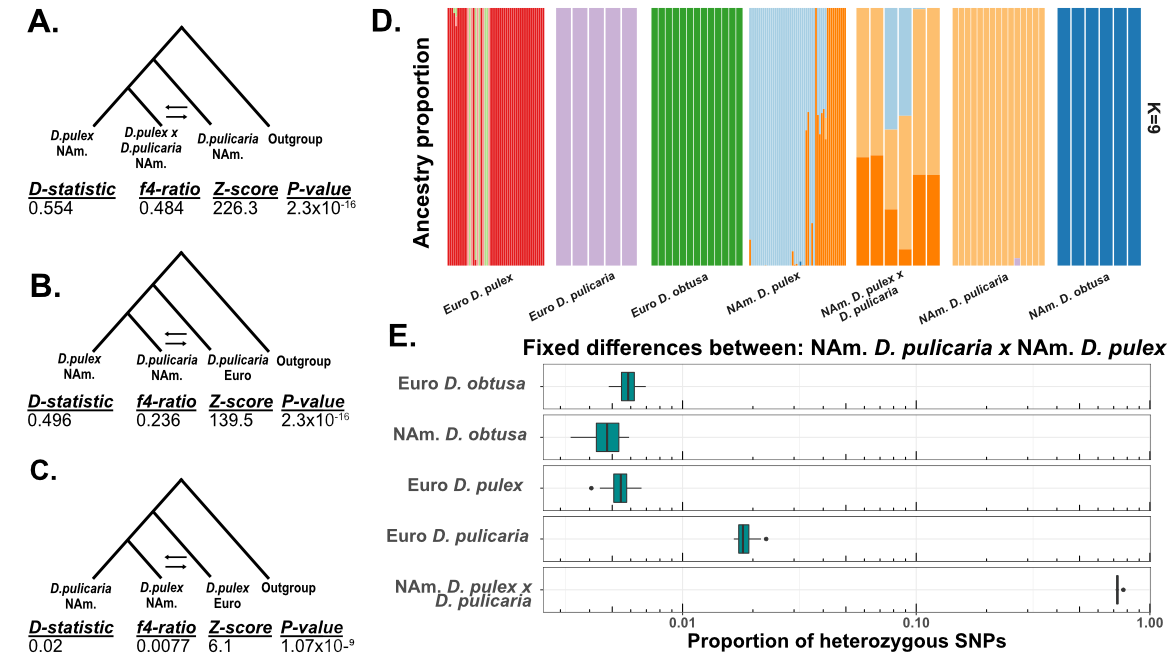 A.
D.pulex
NAm.
D.pulex x
D.pulicaria
NAm.
D.pulicaria
NAm.
Outgroup
D-statistic f4-ratio Z-score P-value
0.554 0.484 226.3 2.3x10-16
B.
D.pulex
NAm.
D.pulicaria
NAm.
D.pulicaria
Euro
Outgroup
D-statistic f4-ratio Z-score P-value
0.496 0.236 139.5 2.3x10-16
C.
D.pulicaria
NAm.
D.pulex
NAm.
D.pulex
Euro
Outgroup
D-statistic f4-ratio Z-score P-value
0.02 0.0077 6.1 1.07x10-9
D.
Ancestry proportion
K=9
Euro D. pulex
Euro D. pulicaria
Euro D. obtusa
NAm. D. pulex
NAm. D. pulex x
D. pulicaria
NAm. D. pulicaria
NAm. D. obtusa
E.
Fixed differences between: NAm. D. pulicaria x NAm. D. pulex
Euro D. obtusa
NAm. D. obtusa
Euro D. pulex
Euro D. pulicaria
NAm. D. pulex x
D. pulicaria
0.01 0.10 1.00
Proportion of heterozygous SNPs